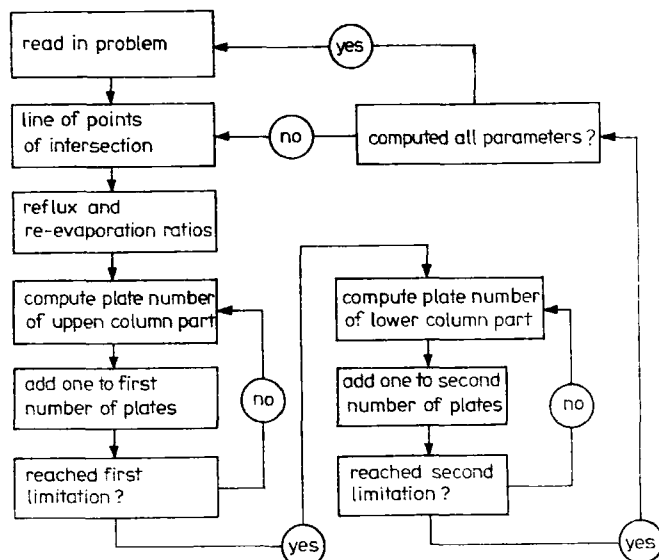 read in problem
yes
line of points
of intersection
no
computed all parameters ?
reflux and
re-evaporation ratios
compute plate number
of uppen column part
compute plate number
of lower column part
add one to first
number of plates
no
add one to second
number of plates
no
reached first
limitation ?
reached second
limitation ?
yes
yes